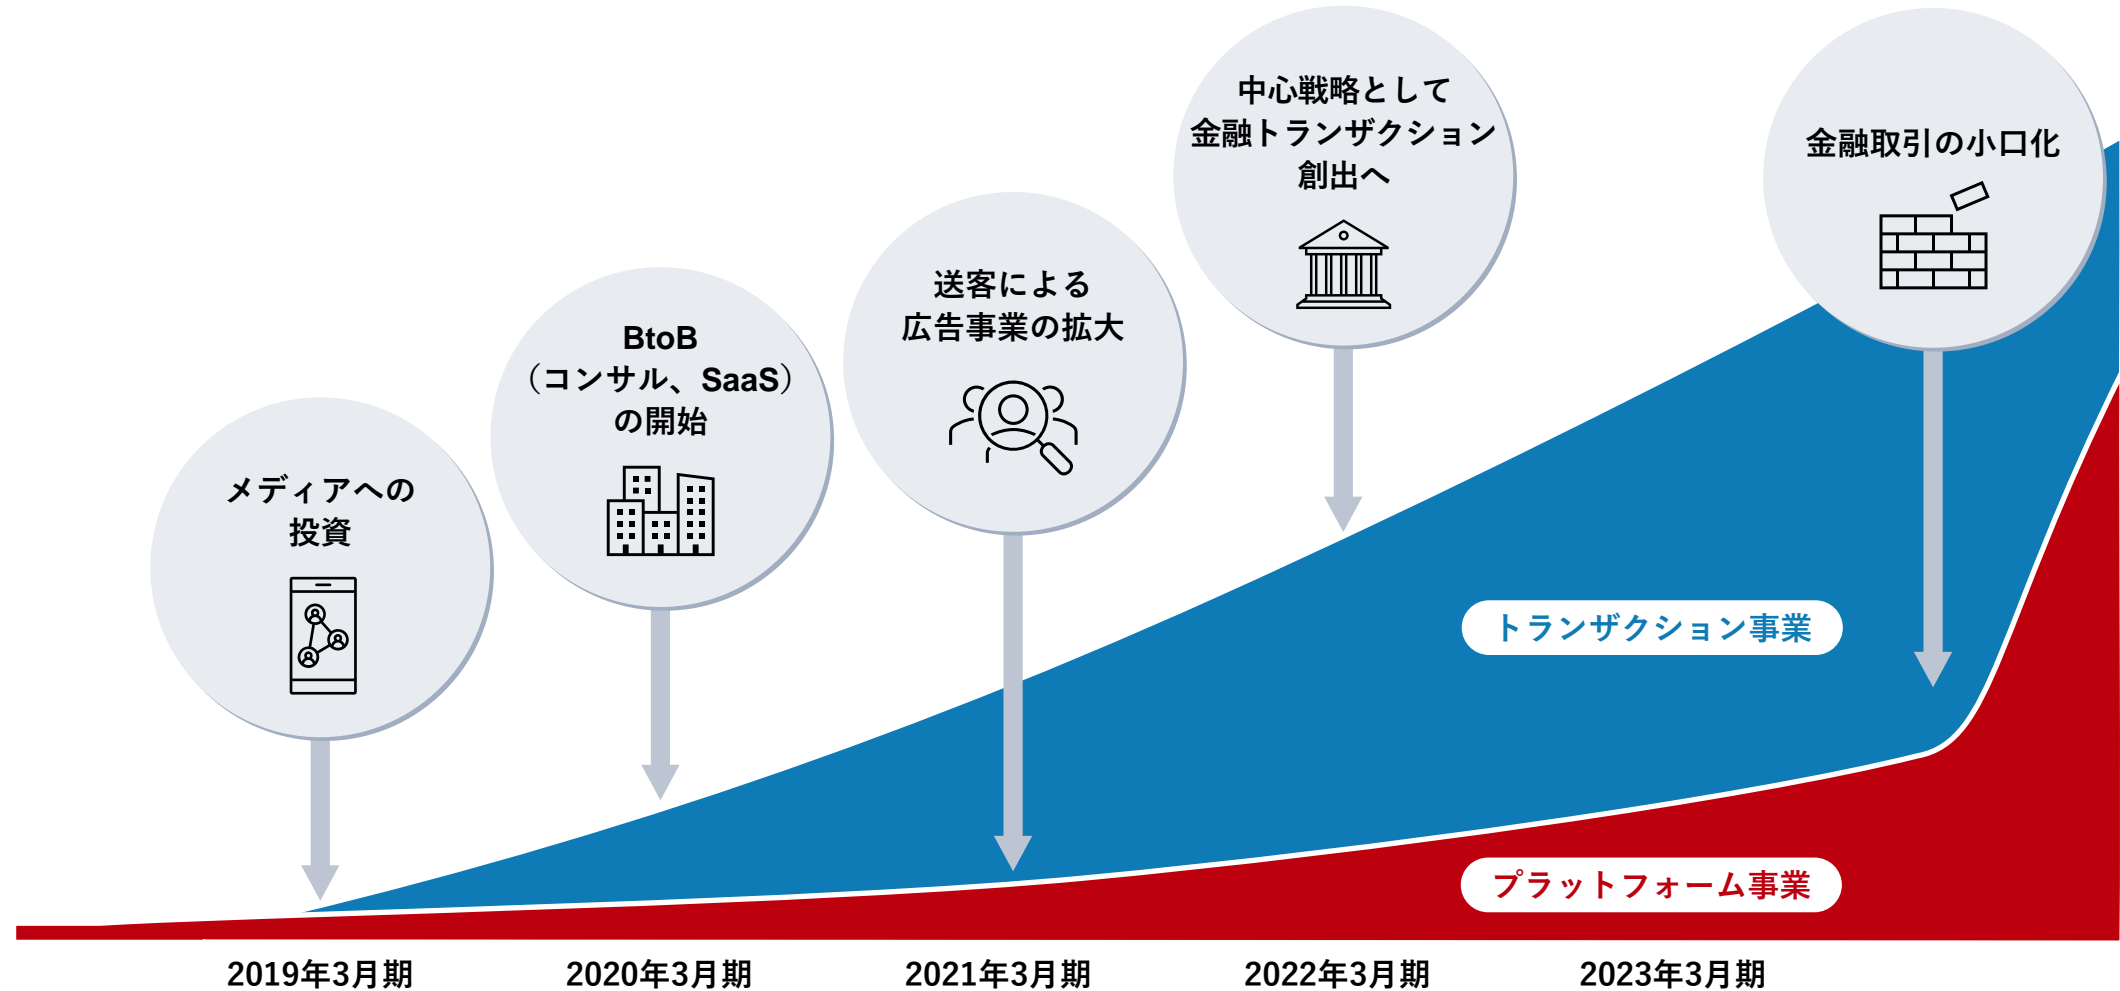 メディアへの
投資
BtoB
（コンサル、SaaS）
の開始
送客による
広告事業の拡大
中心戦略として
金融トランザクション
創出へ
金融取引の小口化
トランザクション事業
プラットフォーム事業
2019年3月期
2020年3月期
2021年3月期
2022年3月期
2023年3月期